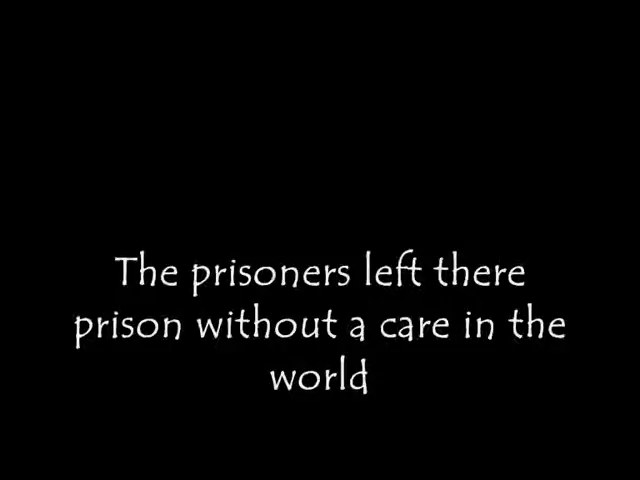 The prisoners left there
prison without a care in the
world